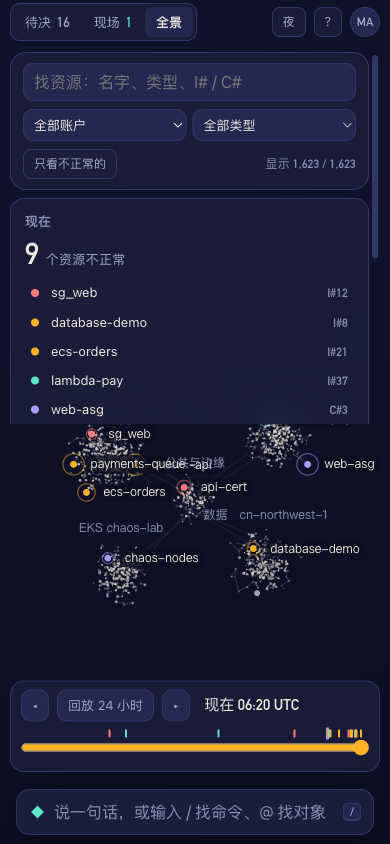 待决 16 现场 1 全景 夜 ? MA
找资源：名字、类型、I# / C#
全部账户 全部类型
只看不正常的 显示 1,623 / 1,623
现在
9 个资源不正常
sg_web I#12
database-demo I#8
ecs-orders I#21
lambda-pay I#37
web-asg C#3
sg_web
payments-queue-api web-asg
ecs-orders api-cert
数据 cn-northwest-1
EKS chaos-lab
chaos-nodes database-demo
回放 24 小时 现在 06:20 UTC
说一句话，或输入 / 找命令、@ 找对象 /